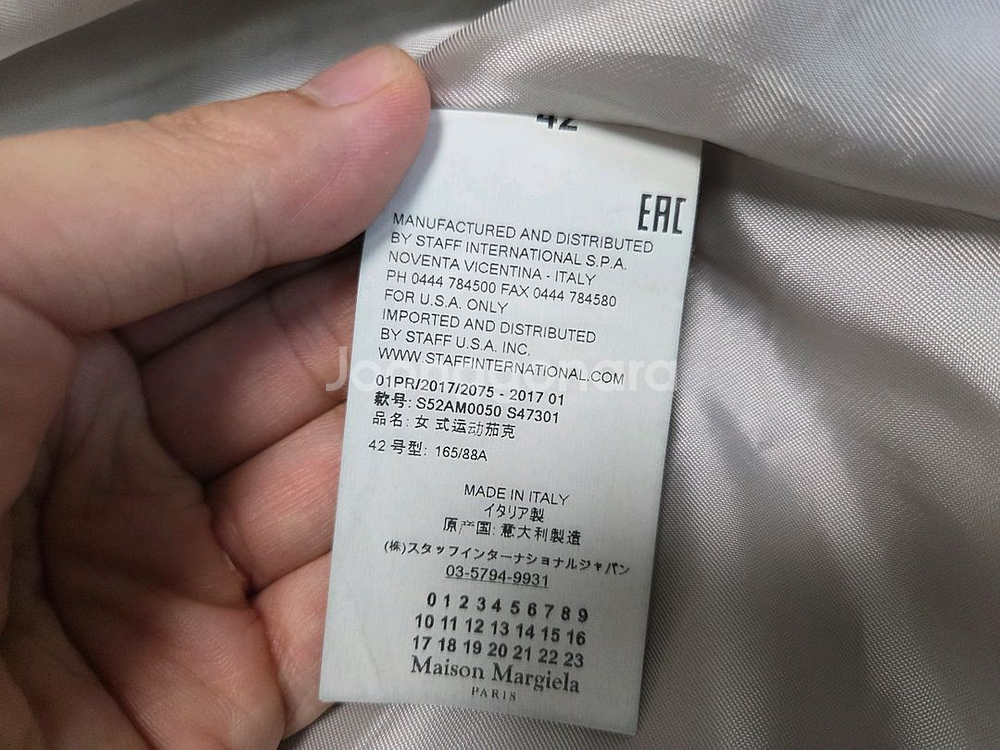 42
EAC
MANUFACTURED AND DISTRIBUTED
BY STAFF INTERNATIONAL S.P.A.
NOVENTA VICENTINA - ITALY
PH 0444 784500 FAX 0444 784580
FOR U.S.A. ONLY
IMPORTED AND DISTRIBUTED
BY STAFF U.S.A. INC.
WWW.STAFFINTERNATIONAL.COM
01PR/2017/2075 - 2017 01
款号: S52AM0050 S47301
品名: 女 式运动茄克
42 号型: 165/88A
MADE IN ITALY
イタリア製
原产国: 意大利製造
(株)スタッフインターナショナルジャパン
03-5794-9931
0 1 2 3 4 5 6 7 8 9
10 11 12 13 14 15 16
17 18 19 20 21 22 23
Maison Margiela
PARIS